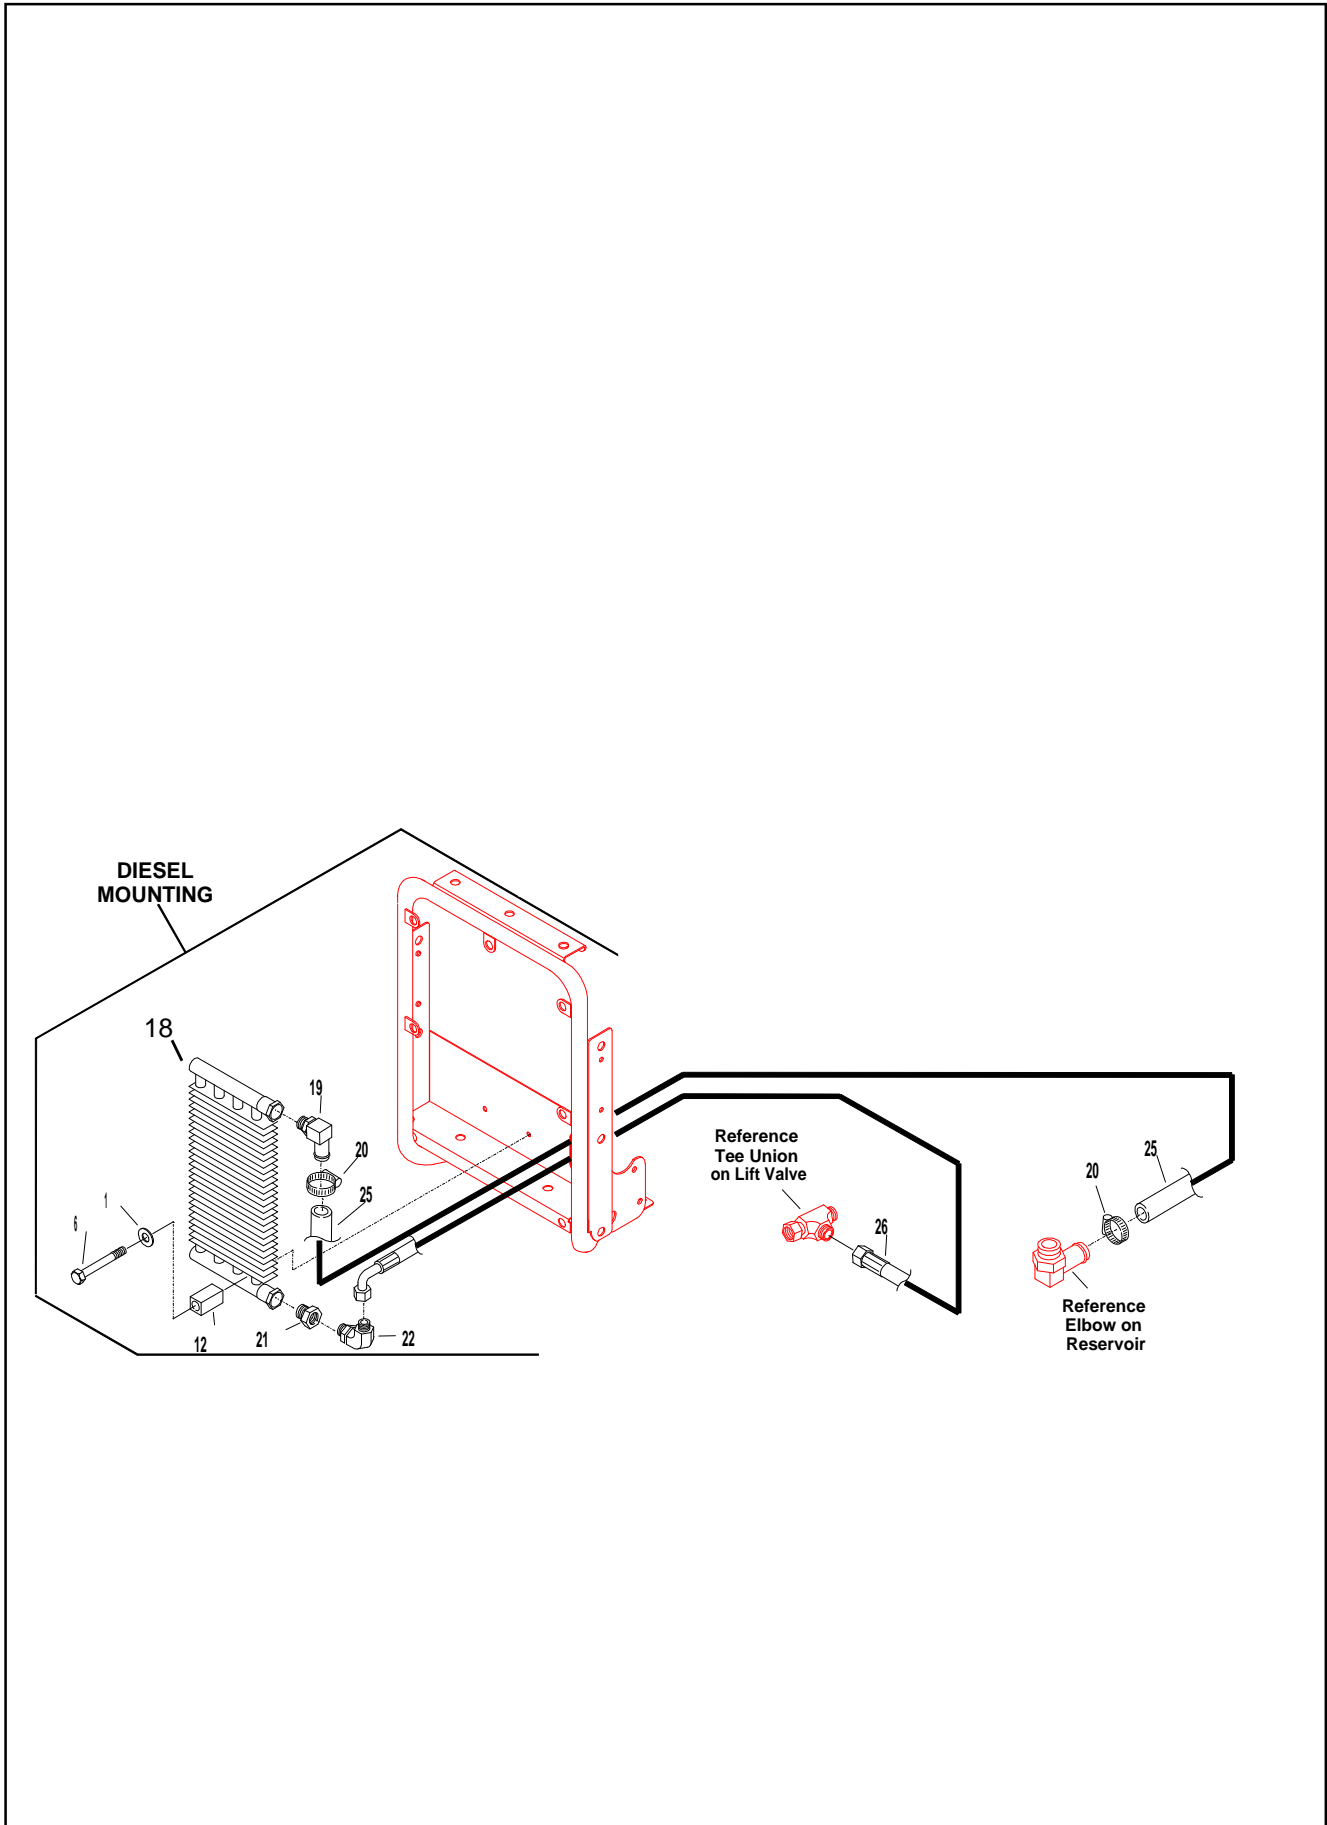 DIESEL
MOUNTING
18
19
20
25
1
6
12
21
22
Reference
Tee Union
on Lift Valve
26
20
25
Reference
Elbow on
Reservoir